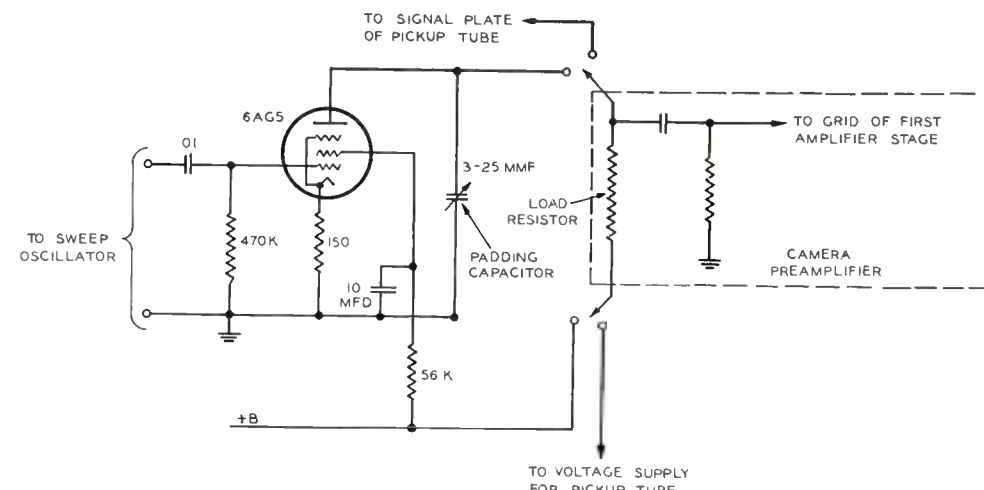 TO SIGNAL PLATE
OF PICKUP TUBE
6AG5
01
TO SWEEP
OSCILLATOR
470K
150
10
MFD
3-25 MMF
PADDING
CAPACITOR
56 K
+B
LOAD
RESISTOR
TO GRID OF FIRST
AMPLIFIER STAGE
CAMERA
PREAMPLIFIER
TO VOLTAGE SUPPLY
FOR PICKUP TUBE